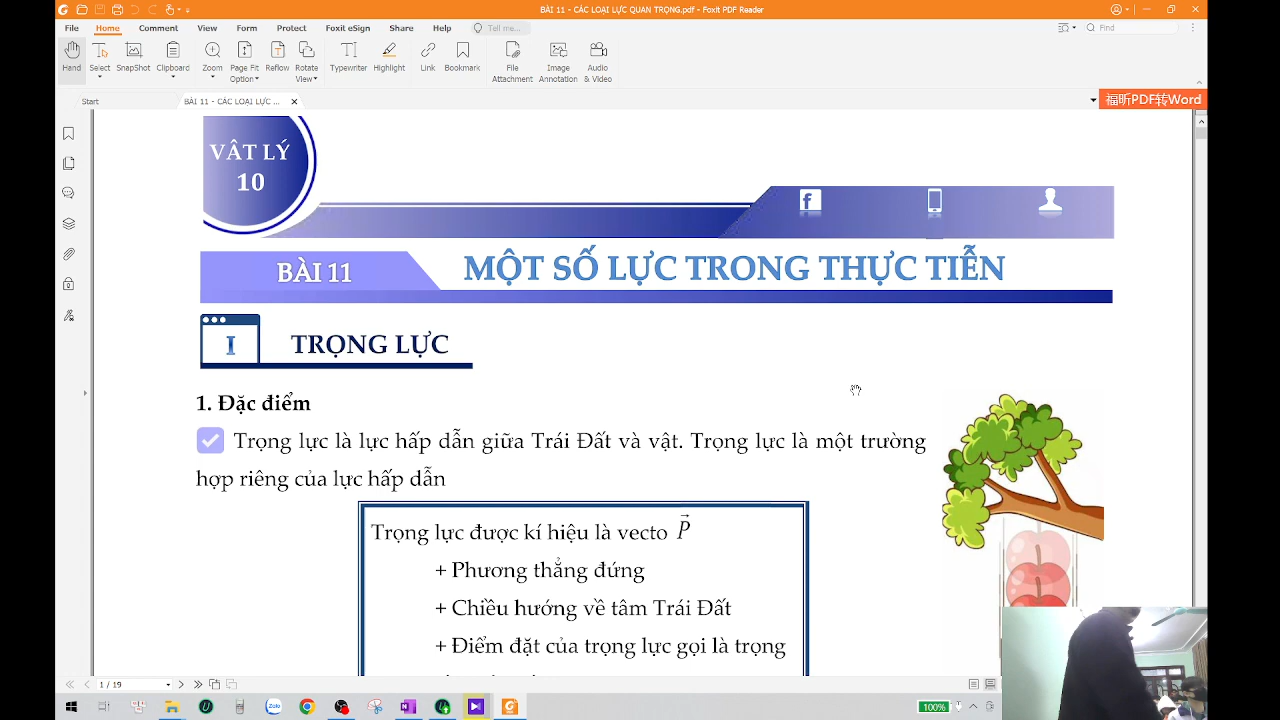 BÀI 11 - CÁC LOẠI LỰC QUAN TRỌNG.pdf - Foxit PDF Reader
File Home Comment View Form Protect Foxit eSign Share Help Tell me... Find
Hand Select SnapShot Clipboard Zoom Page Fit Option Reflow Rotate View Typewriter Highlight Link Bookmark File Attachment Image Annotation Audio & Video
Start BÀI 11 - CÁC LOẠI LỰC ... 福昕PDF转Word
VẬT LÝ
10
BÀI 11 MỘT SỐ LỰC TRONG THỰC TIỄN
I TRỌNG LỰC
1. Đặc điểm
Trọng lực là lực hấp dẫn giữa Trái Đất và vật. Trọng lực là một trường
hợp riêng của lực hấp dẫn
Trọng lực được kí hiệu là vecto P
+ Phương thẳng đứng
+ Chiều hướng về tâm Trái Đất
+ Điểm đặt của trọng lực gọi là trọng
1 / 19
Zalo 100%